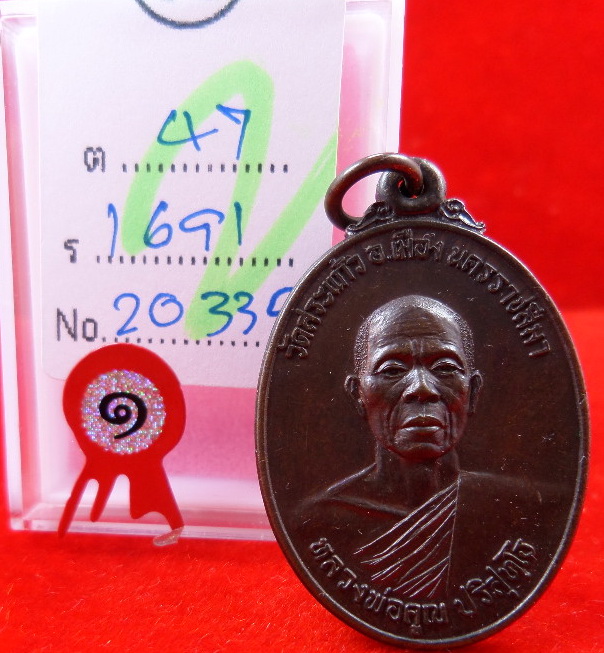 ต 47
ร 1691
No. 20335
๑
วัดสระแก้ว อ.เมือง นครราชสีมา
หลวงพ่อคูณ ปริสุทฺโธ